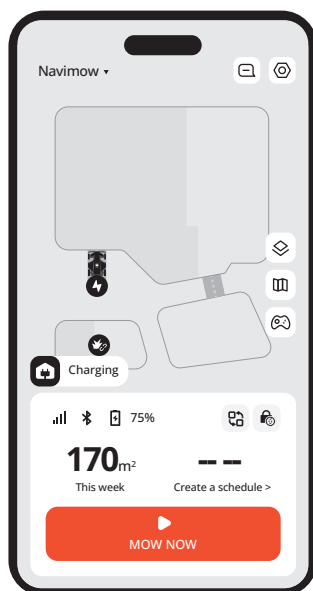 Navimow
Charging
75%
170m²
-- --
This week
Create a schedule >
MOW NOW